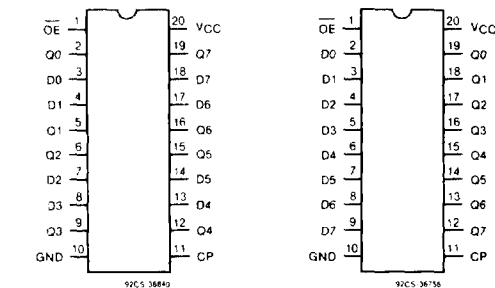 OE 1 20 VCC
Q0 2 19 Q7
D0 3 18 D7
D1 4 17 D6
Q1 5 16 Q6
Q2 6 15 Q5
D2 7 14 D5
D3 8 13 D4
Q3 9 12 Q4
GND 10 11 CP
92CS
OE 1 20 VCC
D0 2 19 Q0
D1 3 18 Q1
D2 4 17 Q2
D3 5 16 Q3
D4 6 15 Q4
D5 7 14 Q5
D6 8 13 Q6
D7 9 12 Q7
GND 10 11 CP
92CS